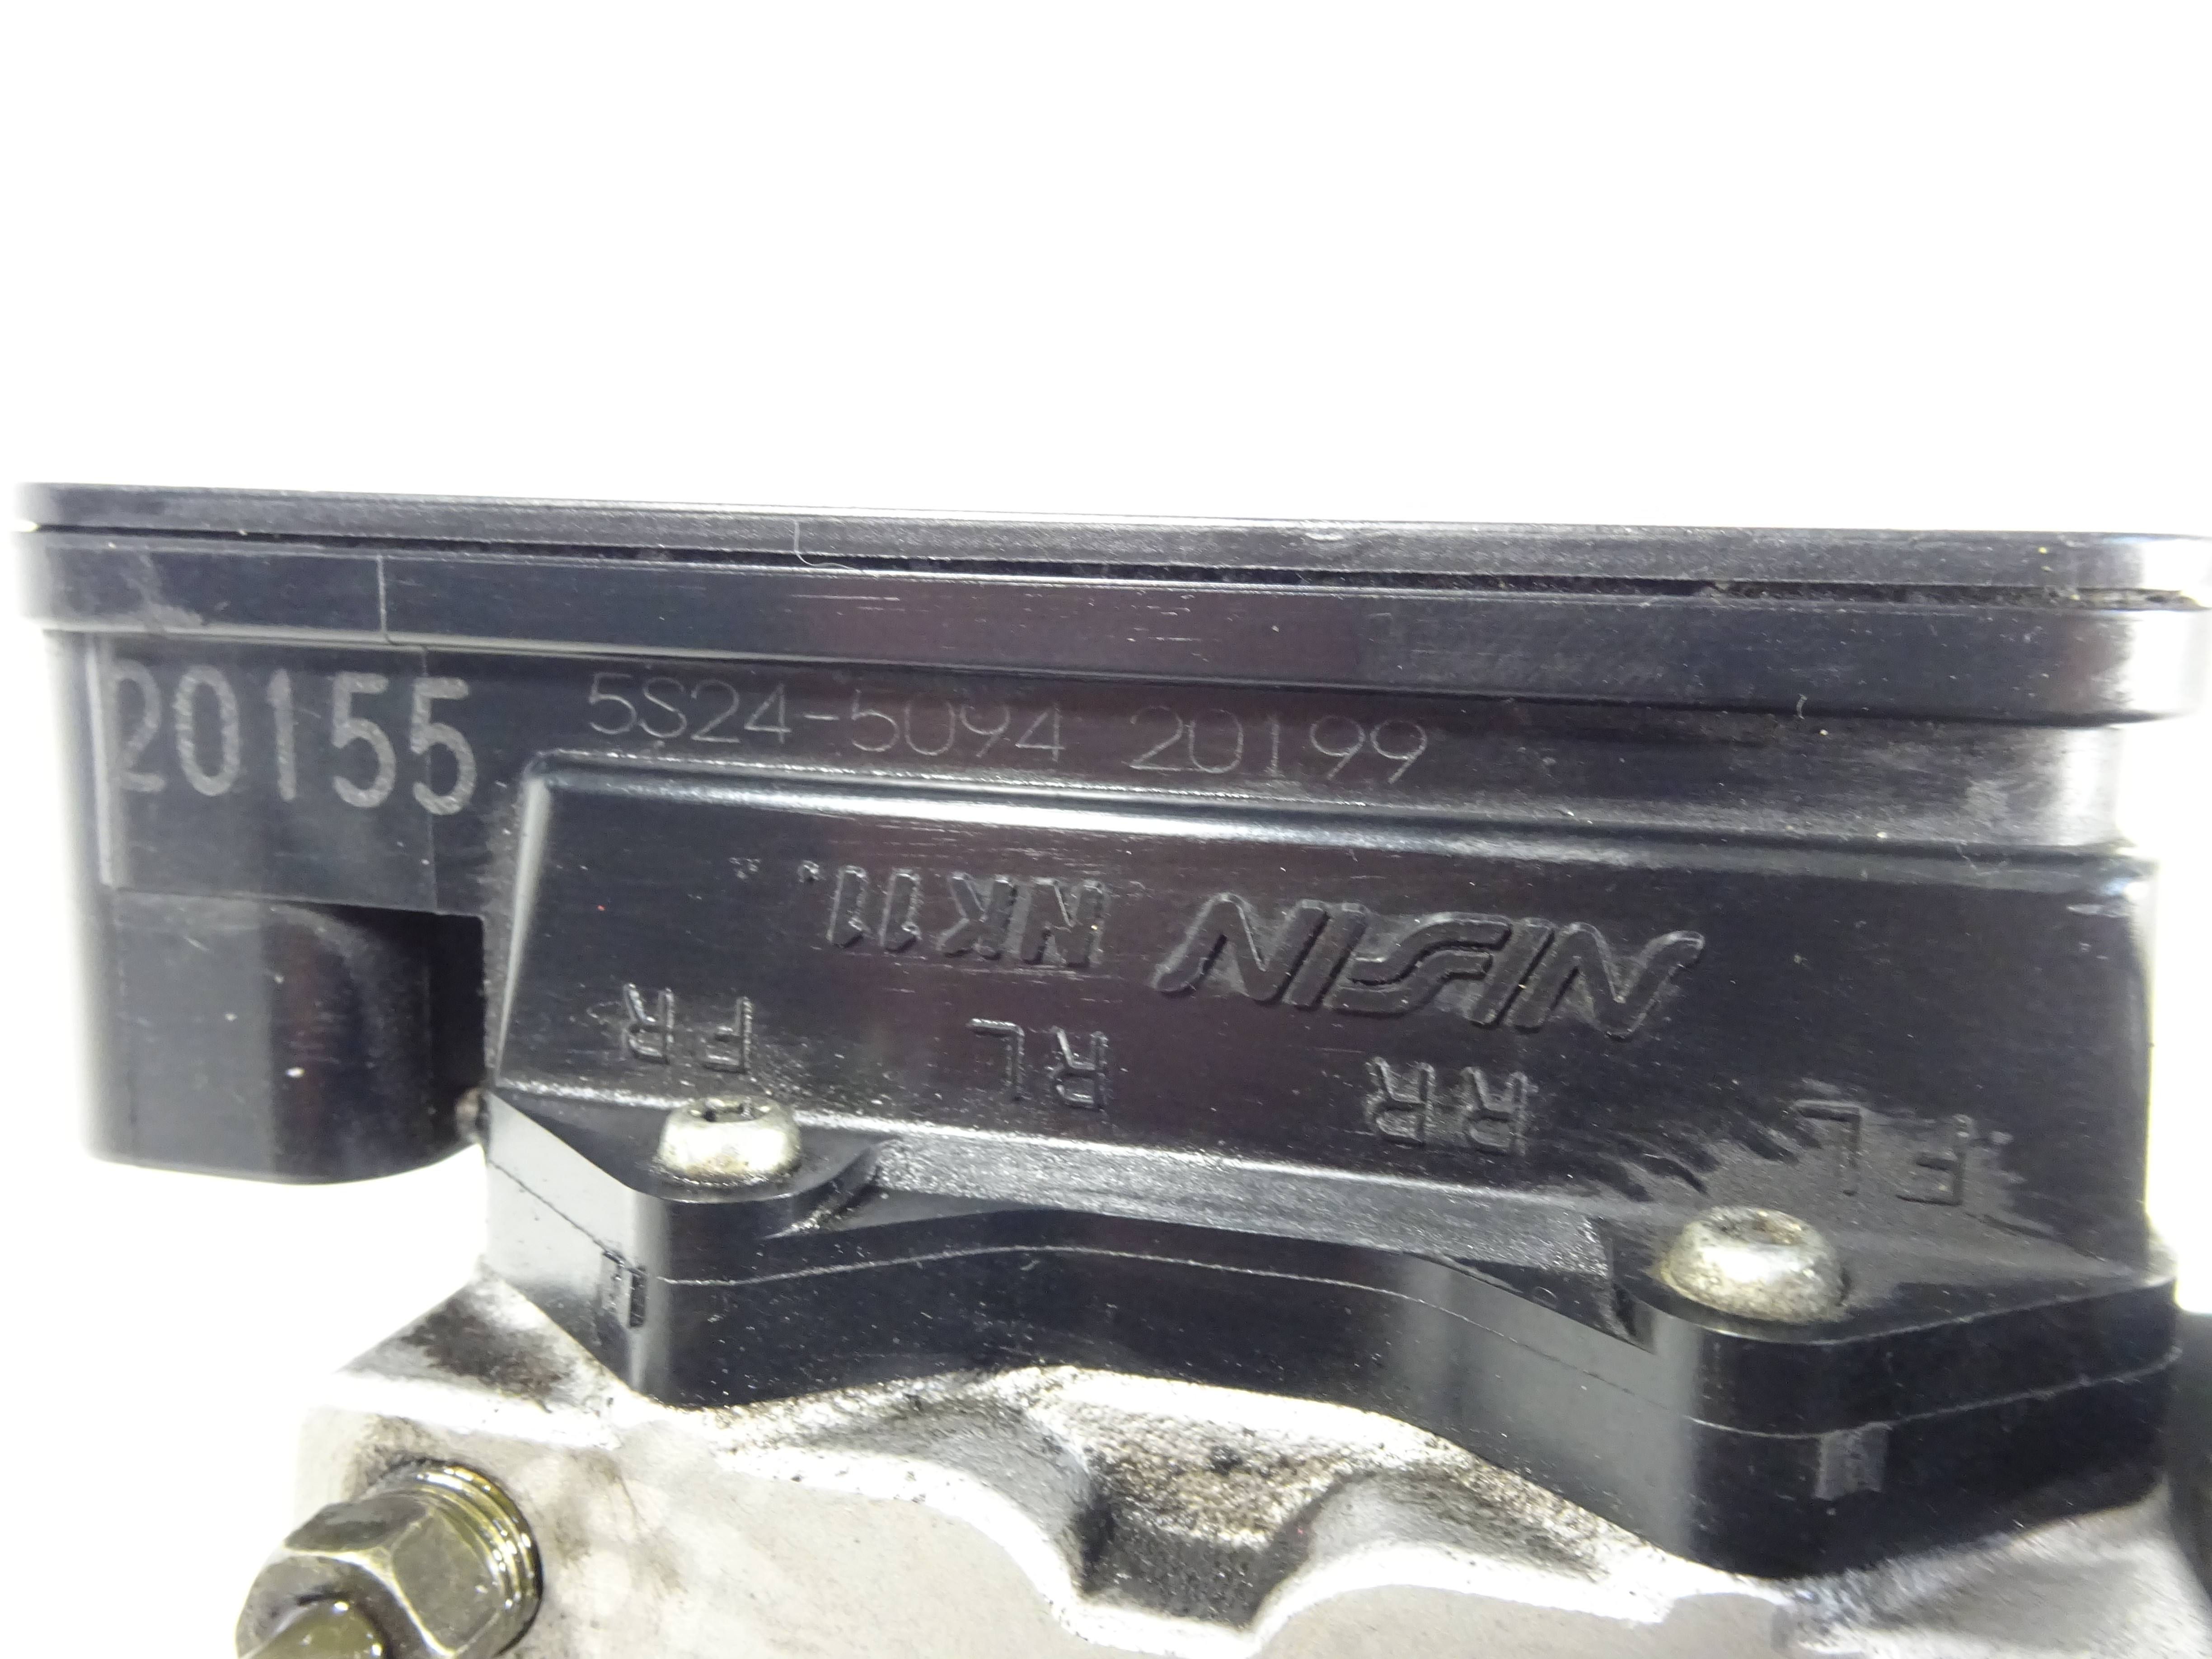 20155
5S24-5094 20199
NISSIN NK11.
FL RR RL FR